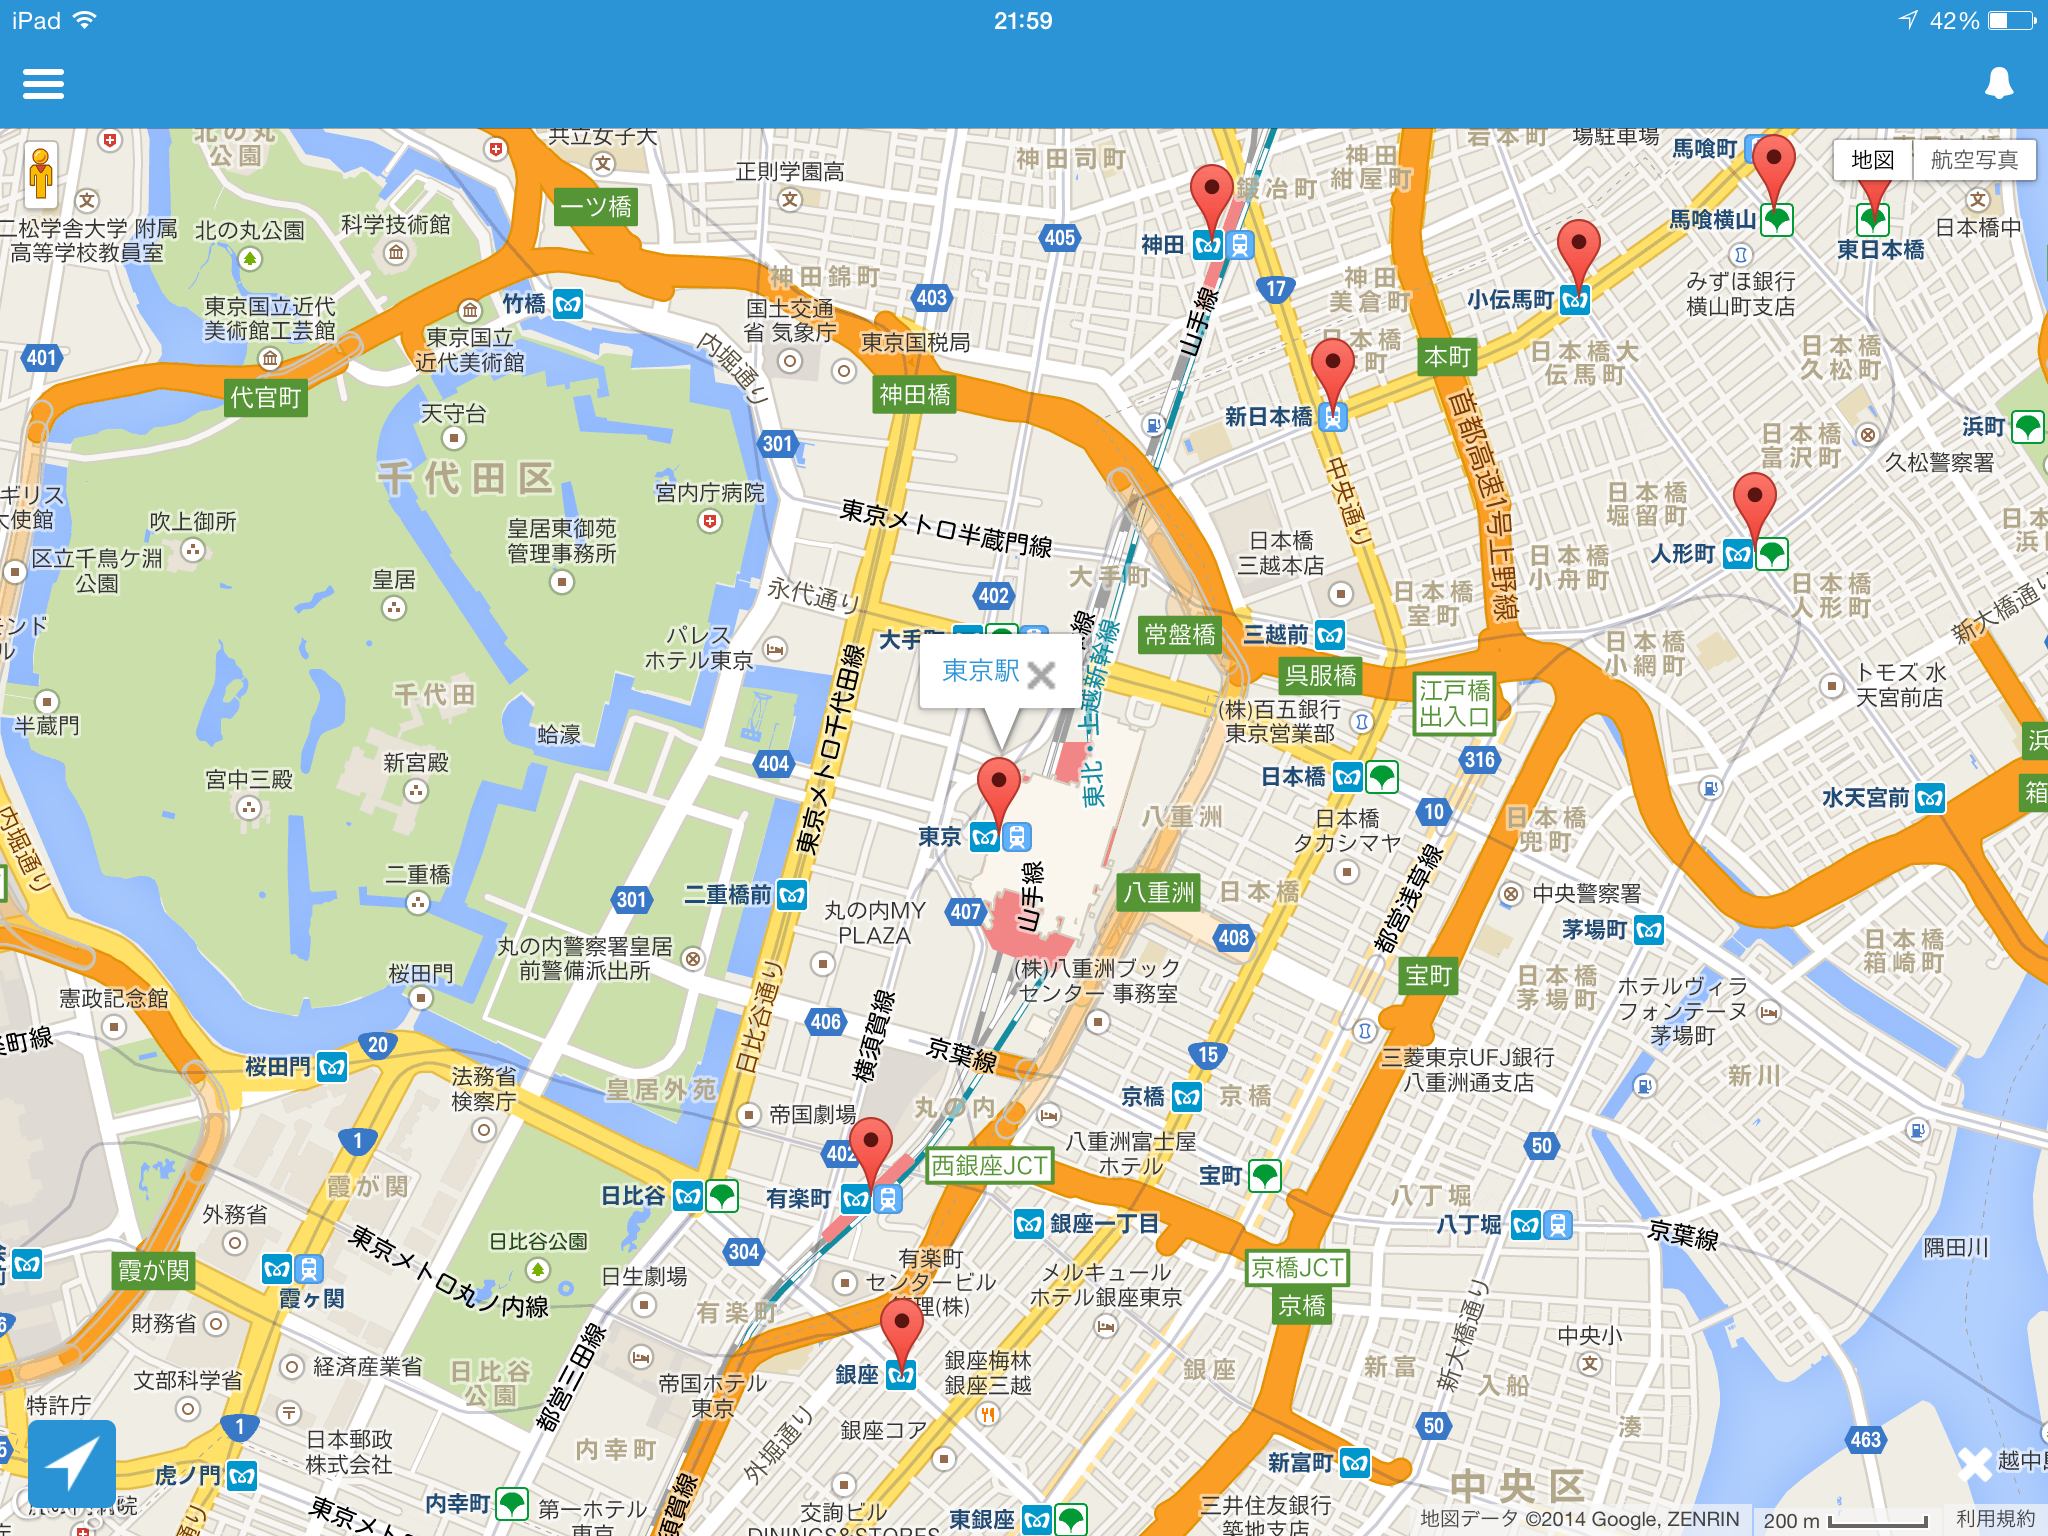 iPad
21:59
42%
地図
航空写真
北の丸
公園
共立女子大
正則学園高
神田司町
鍛冶町
神田
紺屋町
岩本町
場駐車場
馬喰町
馬喰横山
東日本橋
日本橋中
二松学舎大学 附属
高等学校教員室
北の丸公園
科学技術館
一ツ橋
405
神田
17
神田
美倉町
小伝馬町
みずほ銀行
横山町支店
東京国立近代
美術館工芸館
東京国立
近代美術館
竹橋
神田錦町
国土交通
省 気象庁
403
東京国税局
山手線
401
代官町
内堀通り
神田橋
本町
日本橋大
伝馬町
日本橋
久松町
新日本橋
浜町
天守台
千代田区
301
宮内庁病院
東京メトロ半蔵門線
中央通り
首都高速1号上野線
日本橋
富沢町
久松警察署
日本橋
堀留町
吹上御所
区立千鳥ケ淵
公園
皇居東御苑
管理事務所
皇居
永代通り
402
大手町
日本橋
三越本店
日本橋
室町
日本橋
小舟町
人形町
日本橋
人形町
新大橋通り
パレス
ホテル東京
東京駅
常盤橋
三越前
呉服橋
日本橋
小網町
江戸橋
出入口
トモズ 水
天宮前店
半蔵門
千代田
蛤濠
東京メトロ千代田線
東北・上越新幹線
(株)百五銀行
東京営業部
316
宮中三殿
新宮殿
404
日本橋
八重洲
日本橋
タカシマヤ
10
日本橋
兜町
水天宮前
内堀通り
東京
二重橋
301
二重橋前
丸の内MY
PLAZA
407
山手線
八重洲
日本橋
408
都営浅草線
中央警察署
茅場町
日本橋
箱崎町
丸の内警察署皇居
前警備派出所
桜田門
憲政記念館
(株)八重洲ブック
センター 事務室
宝町
日本橋
茅場町
ホテルヴィラ
フォンテーヌ
茅場町
桜田門
20
法務省
検察庁
皇居外苑
日比谷通り
406
横須賀線
京葉線
15
京橋
京橋
三菱東京UFJ銀行
八重洲通支店
新川
帝国劇場
丸の内
402
八重洲富士屋
ホテル
西銀座JCT
1
霞が関
日比谷
有楽町
宝町
50
八丁堀
八丁堀
京葉線
外務省
霞が関
霞ヶ関
東京メトロ丸ノ内線
日比谷公園
304
日生劇場
有楽町
有楽町
センタービル
銀座一丁目
メルキュール
ホテル銀座東京
京橋JCT
京橋
隅田川
財務省
経済産業省
文部科学省
日比谷
公園
都営三田線
帝国ホテル
東京
銀座
銀座梅林
銀座三越
銀座
新富
入船
新大橋通り
中央小
特許庁
1
日本郵政
株式会社
虎ノ門
内幸町
内幸町
外堀通り
銀座コア
新富町
50
湊
463
中央区
第一ホテル
東京
交詢ビル
DINING&STORES
東銀座
三井住友銀行
築地支店
地図データ ©2014 Google, ZENRIN
200 m
利用規約